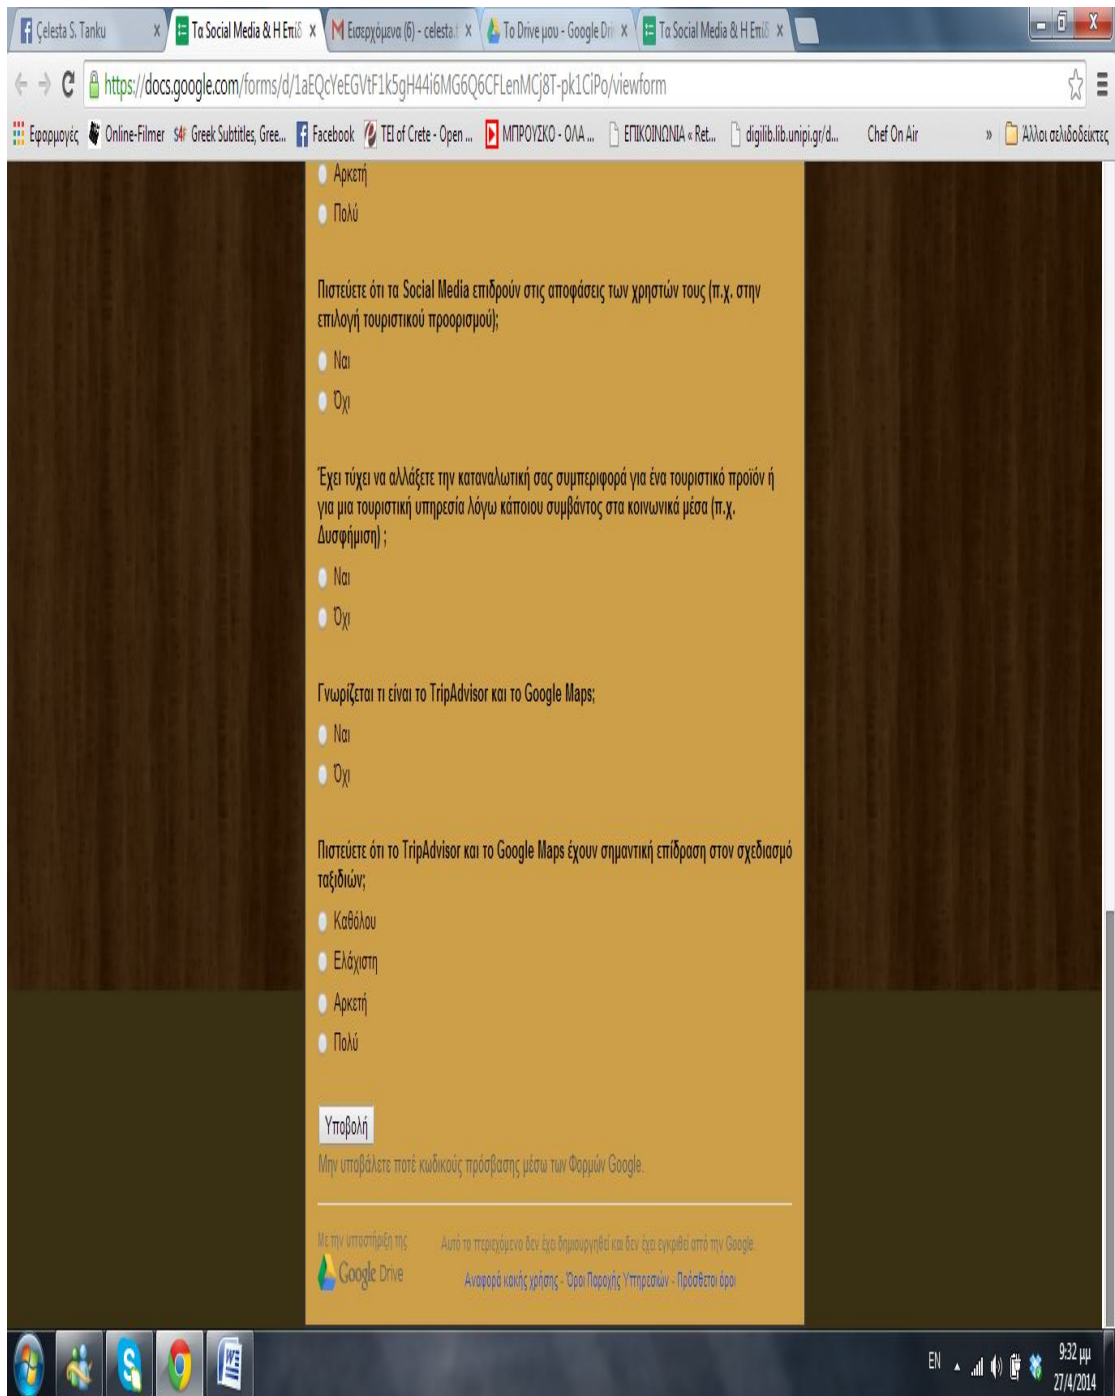 Çelesta S. Tanku
Τα Social Media & Η Επίδ
Εισερχόμενα (6) - celesta.t
Το Drive μου - Google Dri
Τα Social Media & Η Επίδ
https://docs.google.com/forms/d/1aEQcYeEGVtF1k5gH44i6MG6Q6CFLenMCj8T-pk1CiPo/viewform
Εφαρμογές Online-Filmer Greek Subtitles, Gree... Facebook TEI of Crete - Open ... ΜΠΡΟΥΣΚΟ - ΟΛΑ ... ΕΠΙΚΟΙΝΩΝΙΑ « Ret... digilib.lib.unipi.gr/d... Chef On Air » Άλλοι σελιδοδείκτες
Αρκετή
Πολύ
Πιστεύετε ότι τα Social Media επιδρούν στις αποφάσεις των χρηστών τους (π.χ. στην
επιλογή τουριστικού προορισμού);
Ναι
Όχι
Έχει τύχει να αλλάξετε την καταναλωτική σας συμπεριφορά για ένα τουριστικό προϊόν ή
για μια τουριστική υπηρεσία λόγω κάποιου συμβάντος στα κοινωνικά μέσα (π.χ.
Δυσφήμιση) ;
Ναι
Όχι
Γνωρίζεται τι είναι το TripAdvisor και το Google Maps;
Ναι
Όχι
Πιστεύετε ότι το TripAdvisor και το Google Maps έχουν σημαντική επίδραση στον σχεδιασμό
ταξιδιών;
Καθόλου
Ελάχιστη
Αρκετή
Πολύ
Υποβολή
Μην υποβάλετε ποτέ κωδικούς πρόσβασης μέσω των Φορμών Google.
Με την υποστήριξη της
Google Drive
Αυτό το περιεχόμενο δεν έχει δημιουργηθεί και δεν έχει εγκριθεί από την Google.
Αναφορά κακής χρήσης - Όροι Παροχής Υπηρεσιών - Πρόσθετοι όροι
EN
9:32 μμ
27/4/2014